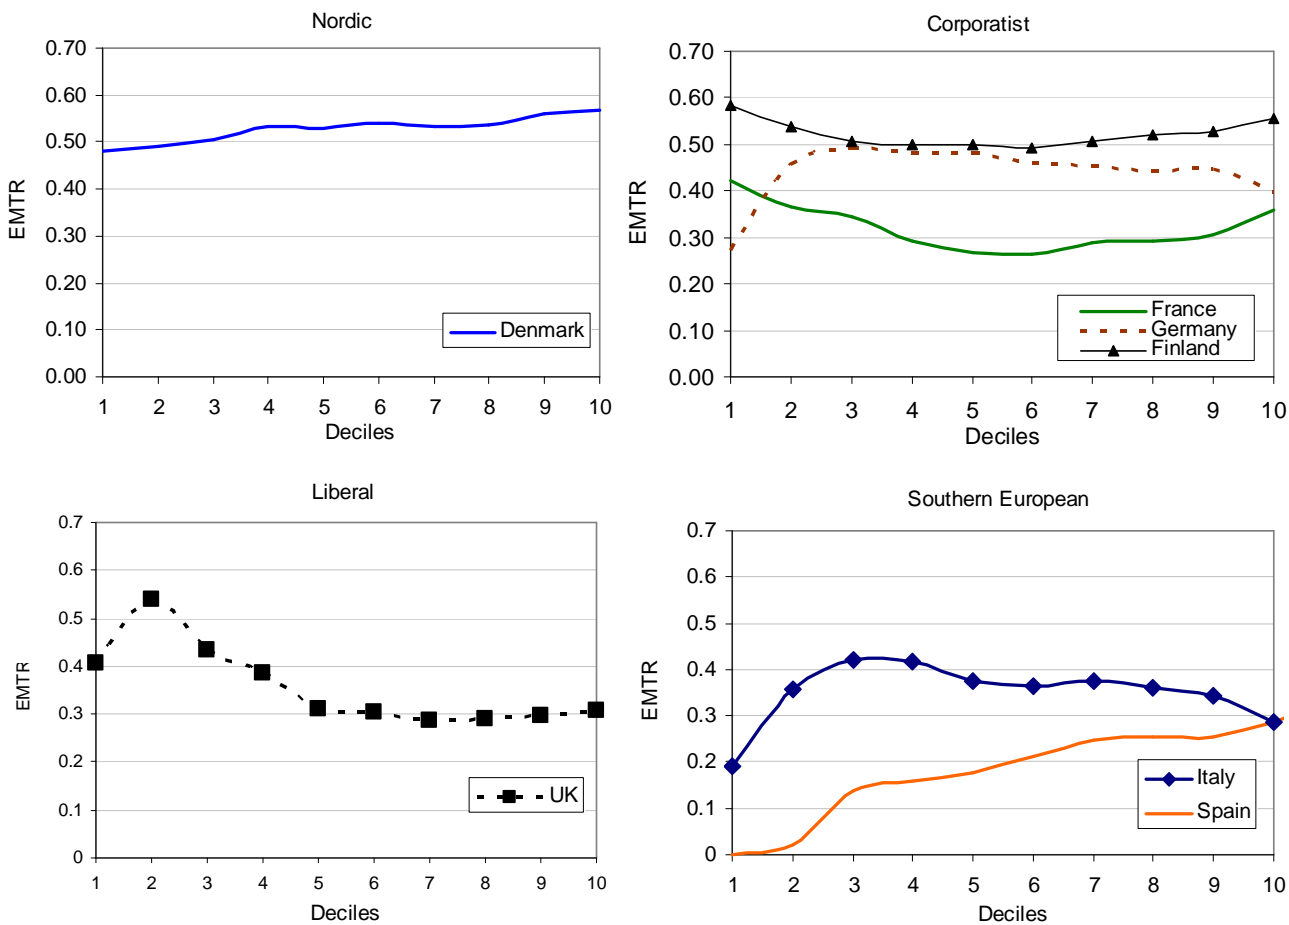 Nordic
0.70
0.60
0.50
0.40
0.30
0.20
0.10
0.00
EMTR
1 2 3 4 5 6 7 8 9 10
Deciles
Denmark
Corporatist
0.70
0.60
0.50
0.40
0.30
0.20
0.10
0.00
EMTR
1 2 3 4 5 6 7 8 9 10
Deciles
France
Germany
Finland
Liberal
0.7
0.6
0.5
0.4
0.3
0.2
0.1
0
EMTR
1 2 3 4 5 6 7 8 9 10
Deciles
UK
Southern European
0.7
0.6
0.5
0.4
0.3
0.2
0.1
0
EMTR
1 2 3 4 5 6 7 8 9 10
Deciles
Italy
Spain